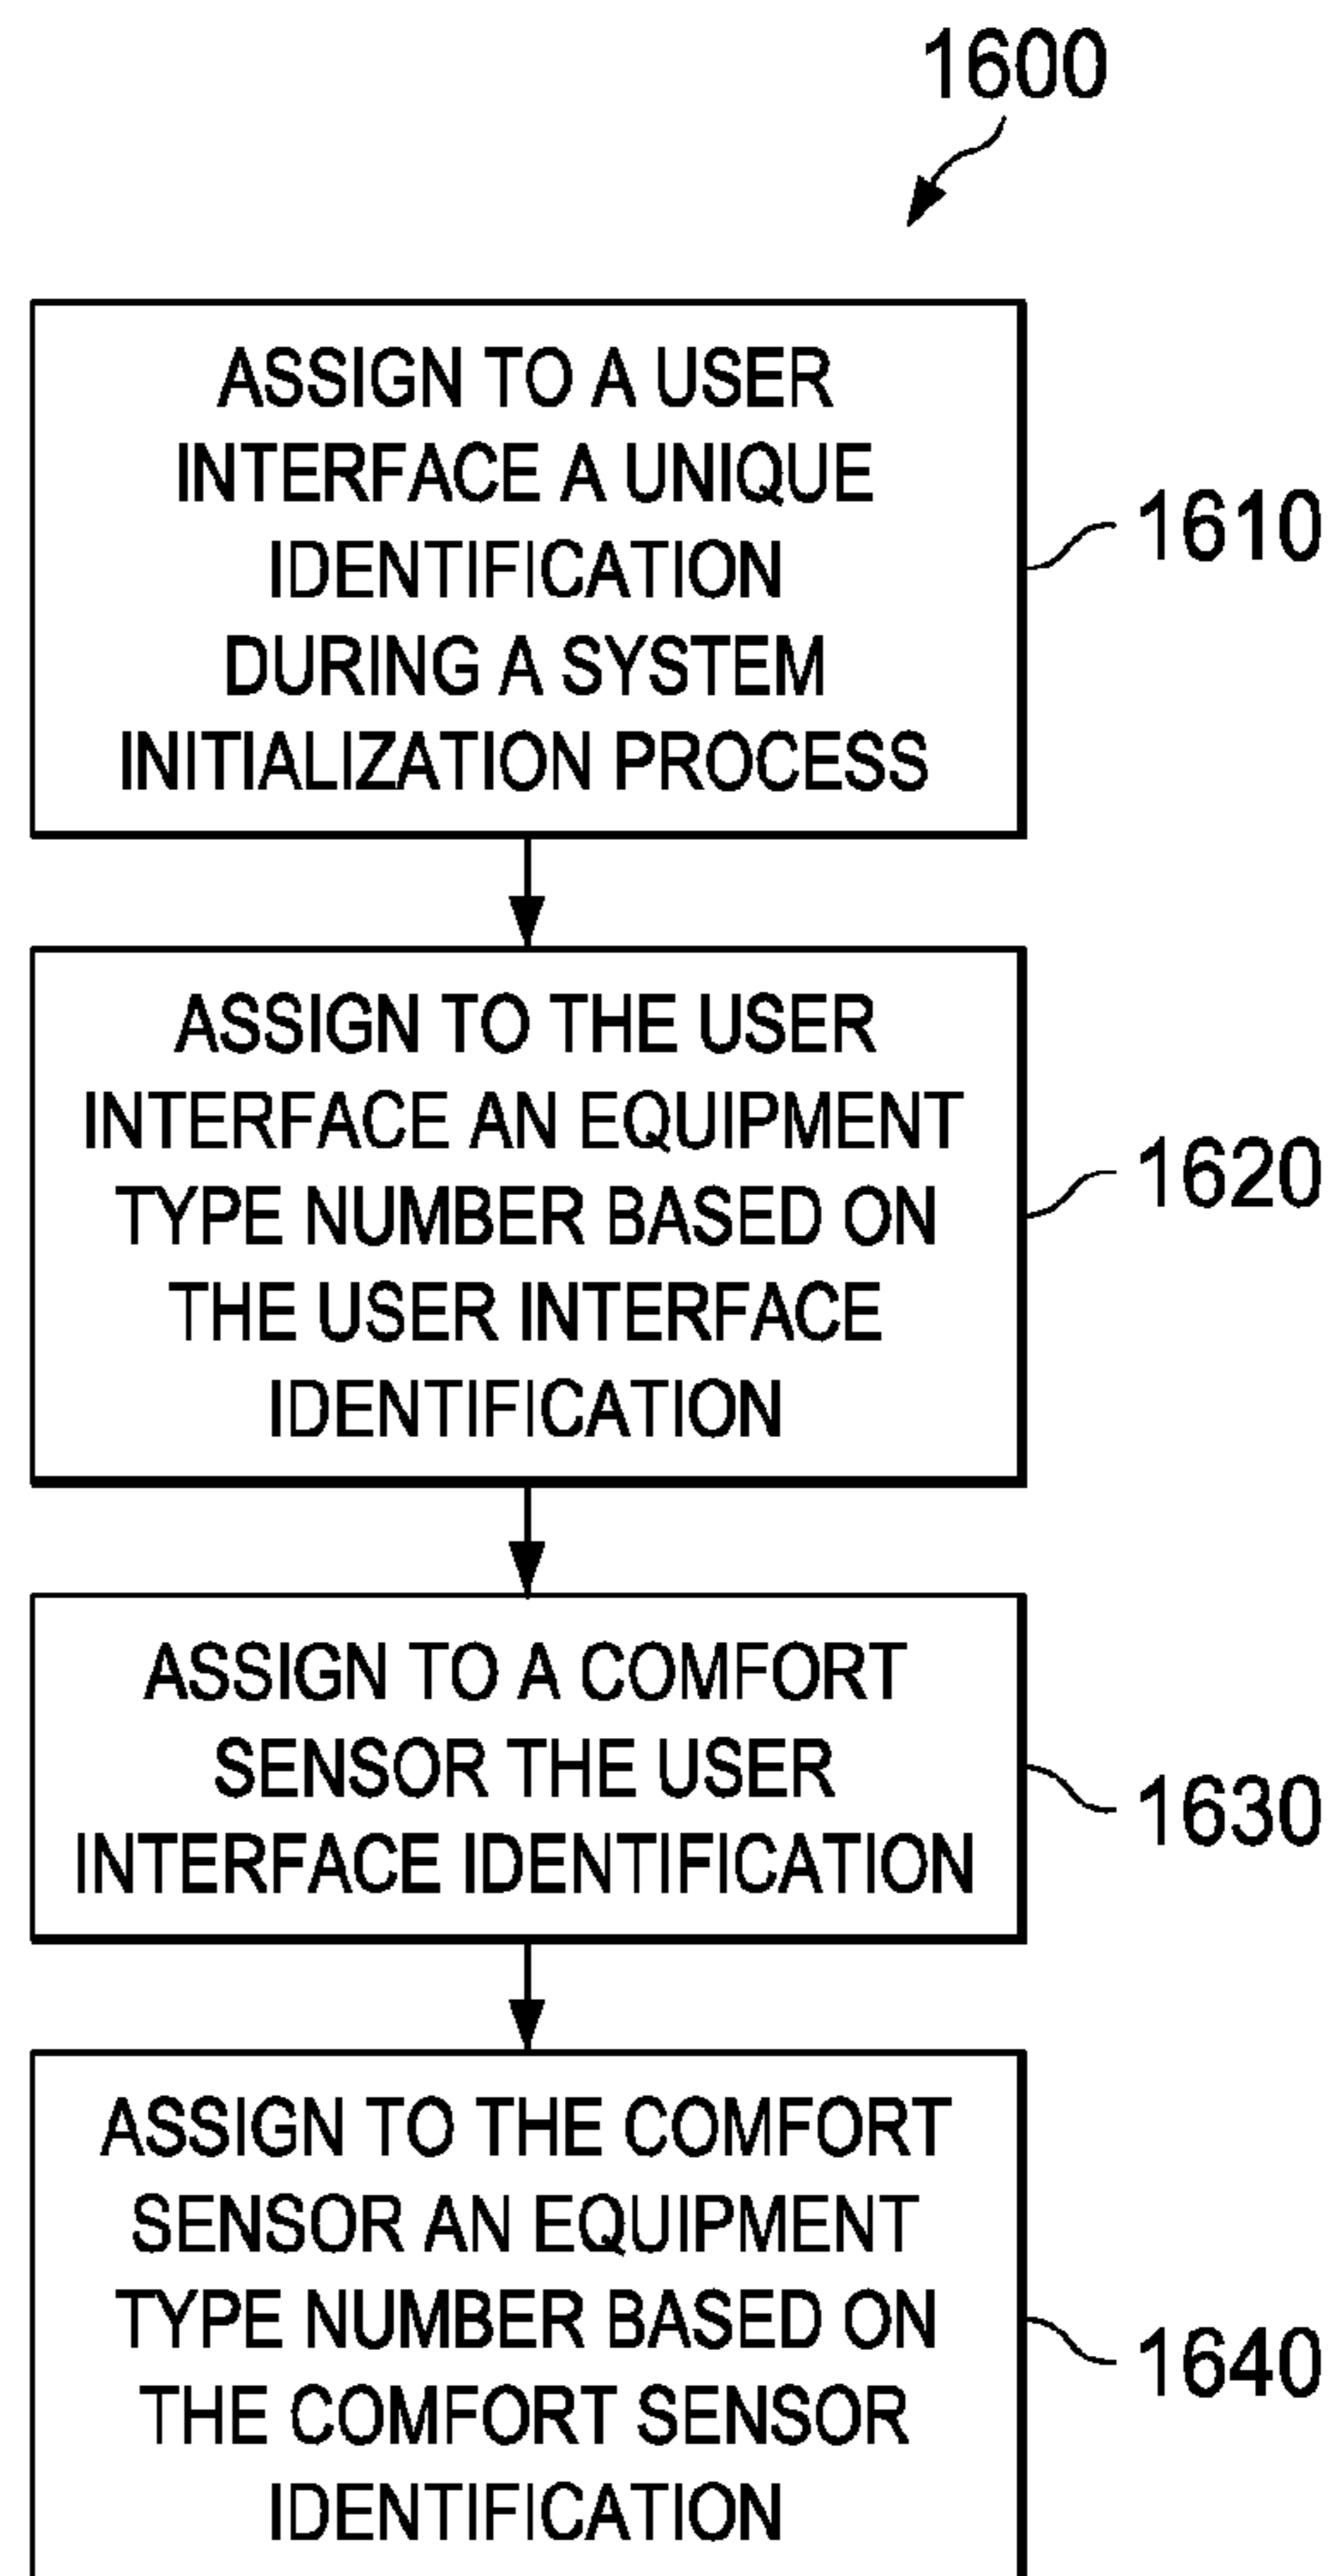 1600
ASSIGN TO A USER
INTERFACE A UNIQUE
IDENTIFICATION
DURING A SYSTEM
INITIALIZATION PROCESS
1610
ASSIGN TO THE USER
INTERFACE AN EQUIPMENT
TYPE NUMBER BASED ON
THE USER INTERFACE
IDENTIFICATION
1620
ASSIGN TO A COMFORT
SENSOR THE USER
INTERFACE IDENTIFICATION
1630
ASSIGN TO THE COMFORT
SENSOR AN EQUIPMENT
TYPE NUMBER BASED ON
THE COMFORT SENSOR
IDENTIFICATION
1640